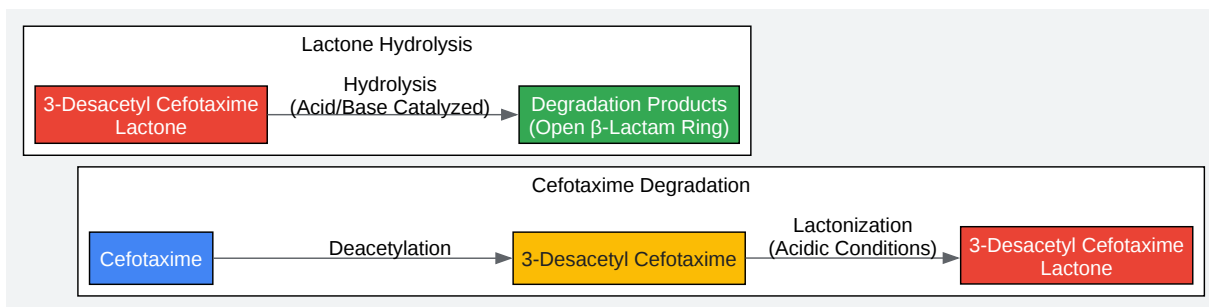 Lactone Hydrolysis
3-Desacetyl Cefotaxime
Lactone
Hydrolysis
(Acid/Base Catalyzed)
Degradation Products
(Open β-Lactam Ring)
Cefotaxime Degradation
Cefotaxime
Deacetylation
3-Desacetyl Cefotaxime
Lactonization
(Acidic Conditions)
3-Desacetyl Cefotaxime
Lactone